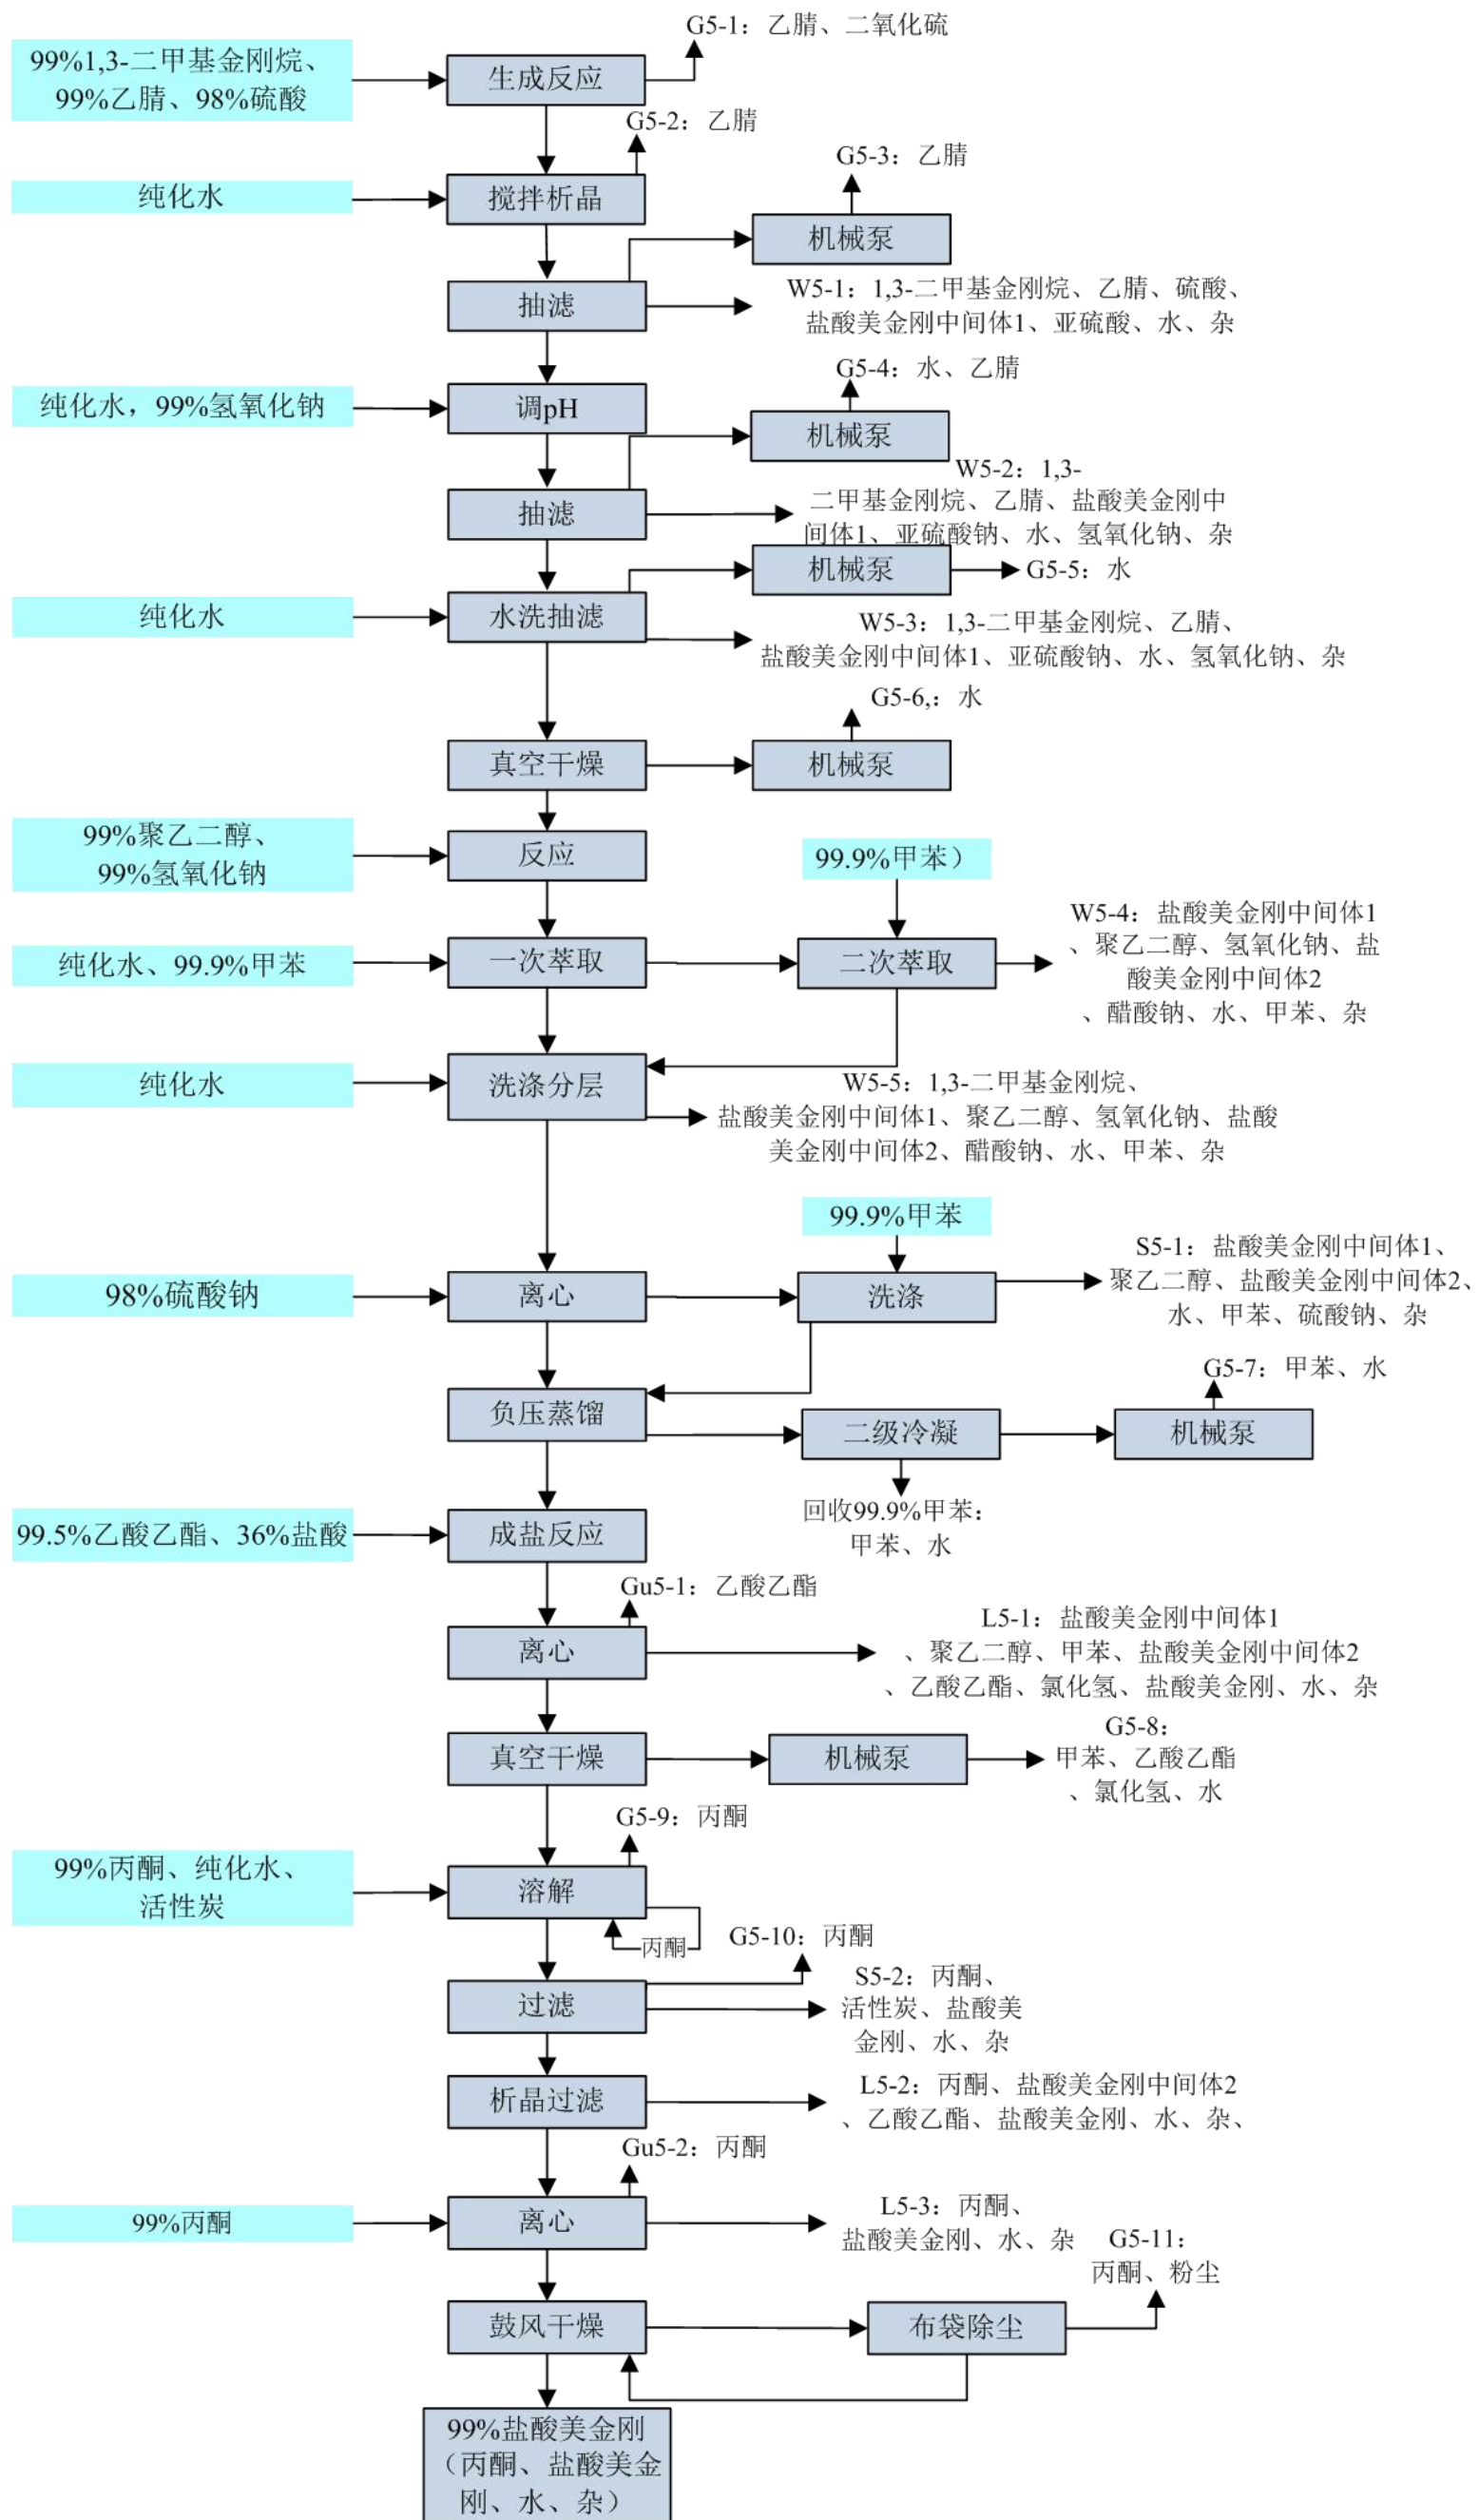 G5-1：乙腈、二氧化硫
99%1,3-二甲基金刚烷、
99%乙腈、98%硫酸
生成反应
G5-2：乙腈
G5-3：乙腈
纯化水
搅拌析晶
机械泵
抽滤
W5-1：1,3-二甲基金刚烷、乙腈、硫酸、
盐酸美金刚中间体1、亚硫酸、水、杂
G5-4：水、乙腈
纯化水，99%氢氧化钠
调pH
机械泵
W5-2：1,3-
二甲基金刚烷、乙腈、盐酸美金刚中
间体1、亚硫酸钠、水、氢氧化钠、杂
抽滤
机械泵
G5-5：水
纯化水
水洗抽滤
W5-3：1,3-二甲基金刚烷、乙腈、
盐酸美金刚中间体1、亚硫酸钠、水、氢氧化钠、杂
G5-6,：水
真空干燥
机械泵
99%聚乙二醇、
99%氢氧化钠
反应
99.9%甲苯）
W5-4：盐酸美金刚中间体1
、聚乙二醇、氢氧化钠、盐
酸美金刚中间体2
、醋酸钠、水、甲苯、杂
纯化水、99.9%甲苯
一次萃取
二次萃取
纯化水
洗涤分层
W5-5：1,3-二甲基金刚烷、
盐酸美金刚中间体1、聚乙二醇、氢氧化钠、盐酸
美金刚中间体2、醋酸钠、水、甲苯、杂
99.9%甲苯
S5-1：盐酸美金刚中间体1、
聚乙二醇、盐酸美金刚中间体2、
水、甲苯、硫酸钠、杂
98%硫酸钠
离心
洗涤
G5-7：甲苯、水
负压蒸馏
二级冷凝
机械泵
回收99.9%甲苯：
甲苯、水
99.5%乙酸乙酯、36%盐酸
成盐反应
Gu5-1：乙酸乙酯
离心
L5-1：盐酸美金刚中间体1
、聚乙二醇、甲苯、盐酸美金刚中间体2
、乙酸乙酯、氯化氢、盐酸美金刚、水、杂
真空干燥
机械泵
G5-8：
甲苯、乙酸乙酯
、氯化氢、水
G5-9：丙酮
99%丙酮、纯化水、
活性炭
溶解
丙酮
G5-10：丙酮
过滤
S5-2：丙酮、
活性炭、盐酸美
金刚、水、杂
析晶过滤
L5-2：丙酮、盐酸美金刚中间体2
、乙酸乙酯、盐酸美金刚、水、杂、
Gu5-2：丙酮
99%丙酮
离心
L5-3：丙酮、
盐酸美金刚、水、杂
G5-11：
丙酮、粉尘
鼓风干燥
布袋除尘
99%盐酸美金刚
（丙酮、盐酸美金
刚、水、杂）